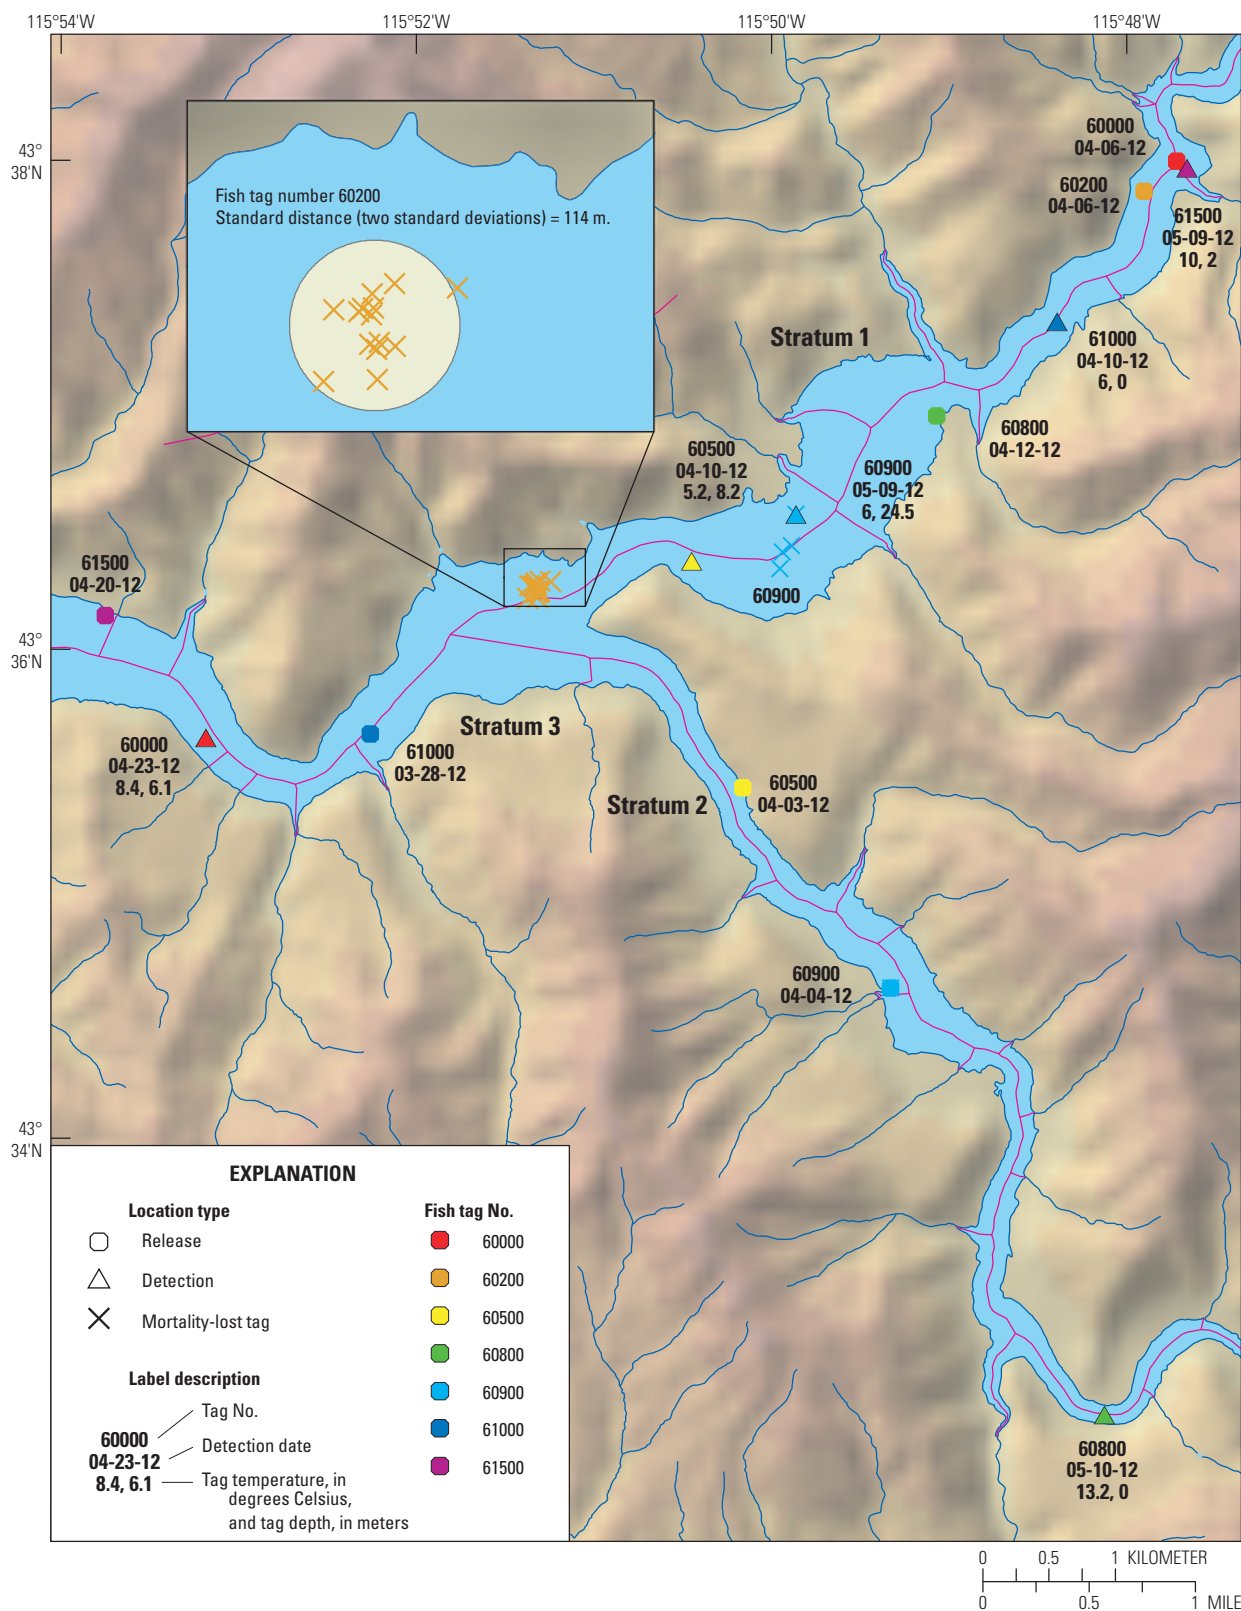 115°54'W
115°52'W
115°50'W
115°48'W
43°
38'N
43°
36'N
43°
34'N
Fish tag number 60200
Standard distance (two standard deviations) = 114 m.
60000
04-06-12
60200
04-06-12
61500
05-09-12
10, 2
61000
04-10-12
6, 0
Stratum 1
60800
04-12-12
60500
04-10-12
5.2, 8.2
60900
05-09-12
6, 24.5
60900
61500
04-20-12
60000
04-23-12
8.4, 6.1
61000
03-28-12
Stratum 3
Stratum 2
60500
04-03-12
60900
04-04-12
60800
05-10-12
13.2, 0
EXPLANATION
Location type
Release
Detection
Mortality-lost tag
Label description
60000
04-23-12
8.4, 6.1
Tag No.
Detection date
Tag temperature, in
degrees Celsius,
and tag depth, in meters
Fish tag No.
60000
60200
60500
60800
60900
61000
61500
0 0.5 1 KILOMETER
0 0.5 1 MILE